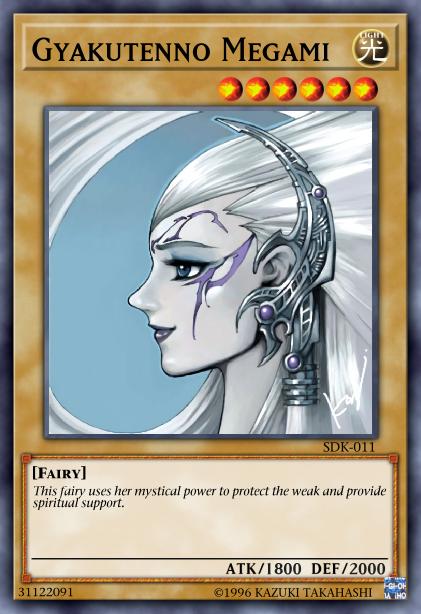 GYAKUTENNO MEGAMI
LIGHT
光
SDK-011
[FAIRY]
This fairy uses her mystical power to protect the weak and provide
spiritual support.
ATK/1800 DEF/2000
31122091
©1996 KAZUKI TAKAHASHI